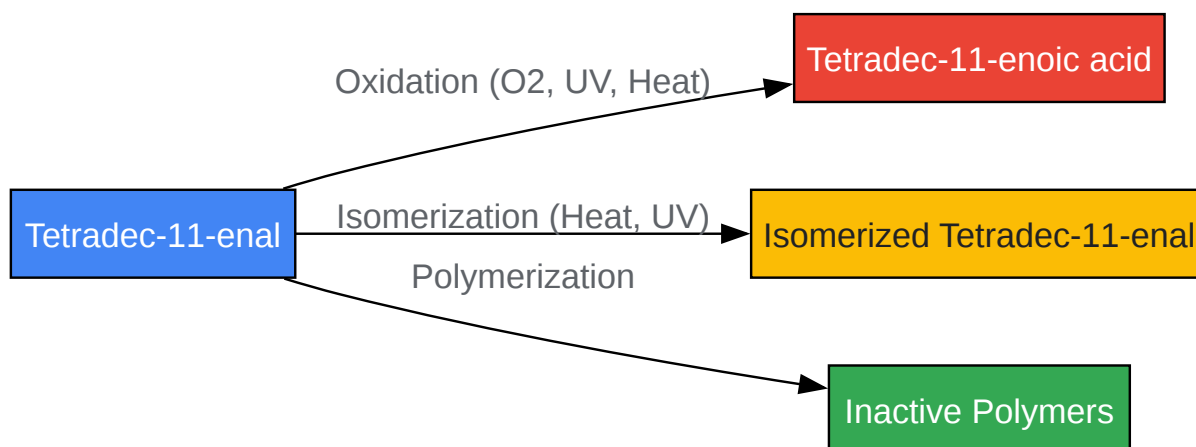 Tetradec-11-enoic acid
Oxidation (O2, UV, Heat)
Tetradec-11-enal
Isomerization (Heat, UV)
Isomerized Tetradec-11-enal
Polymerization
Inactive Polymers